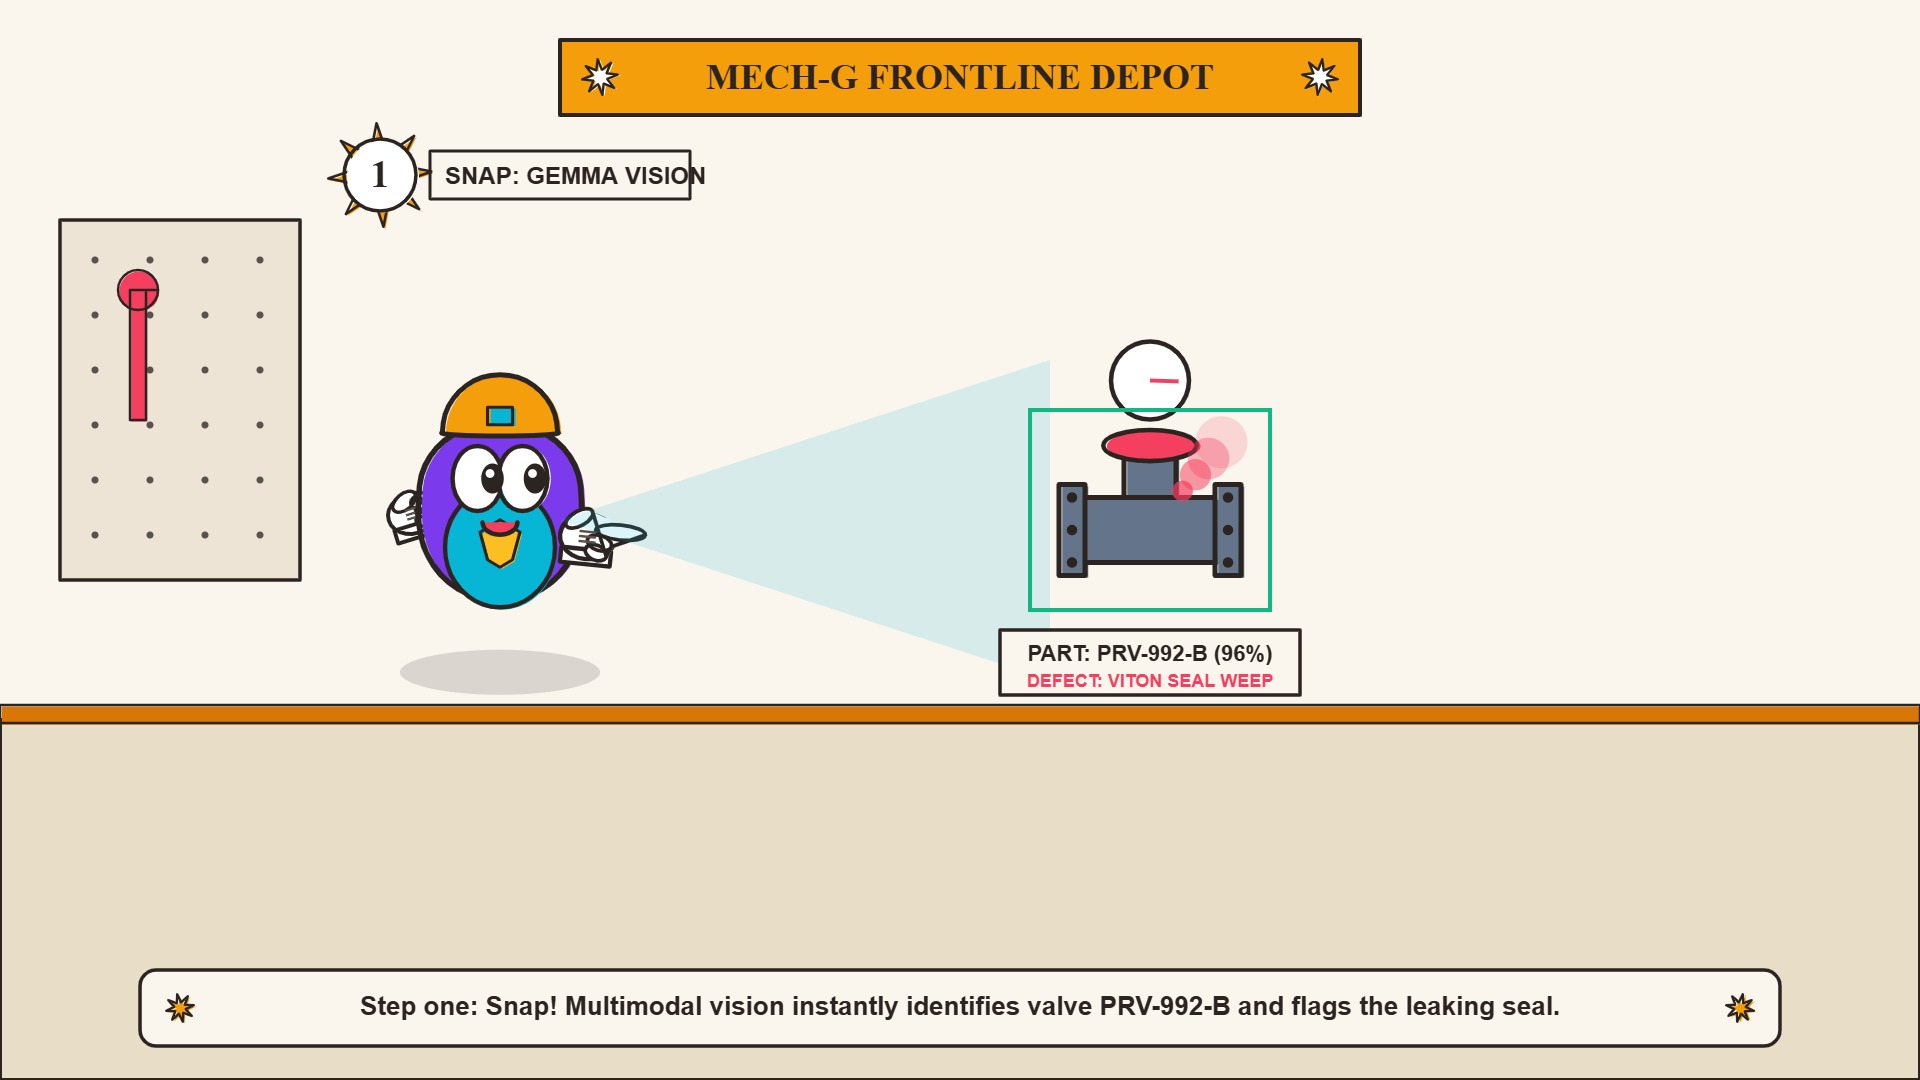 MECH-G FRONTLINE DEPOT
1
SNAP: GEMMA VISION
PART: PRV-992-B (96%)
DEFECT: VITON SEAL WEEP
Step one: Snap! Multimodal vision instantly identifies valve PRV-992-B and flags the leaking seal.